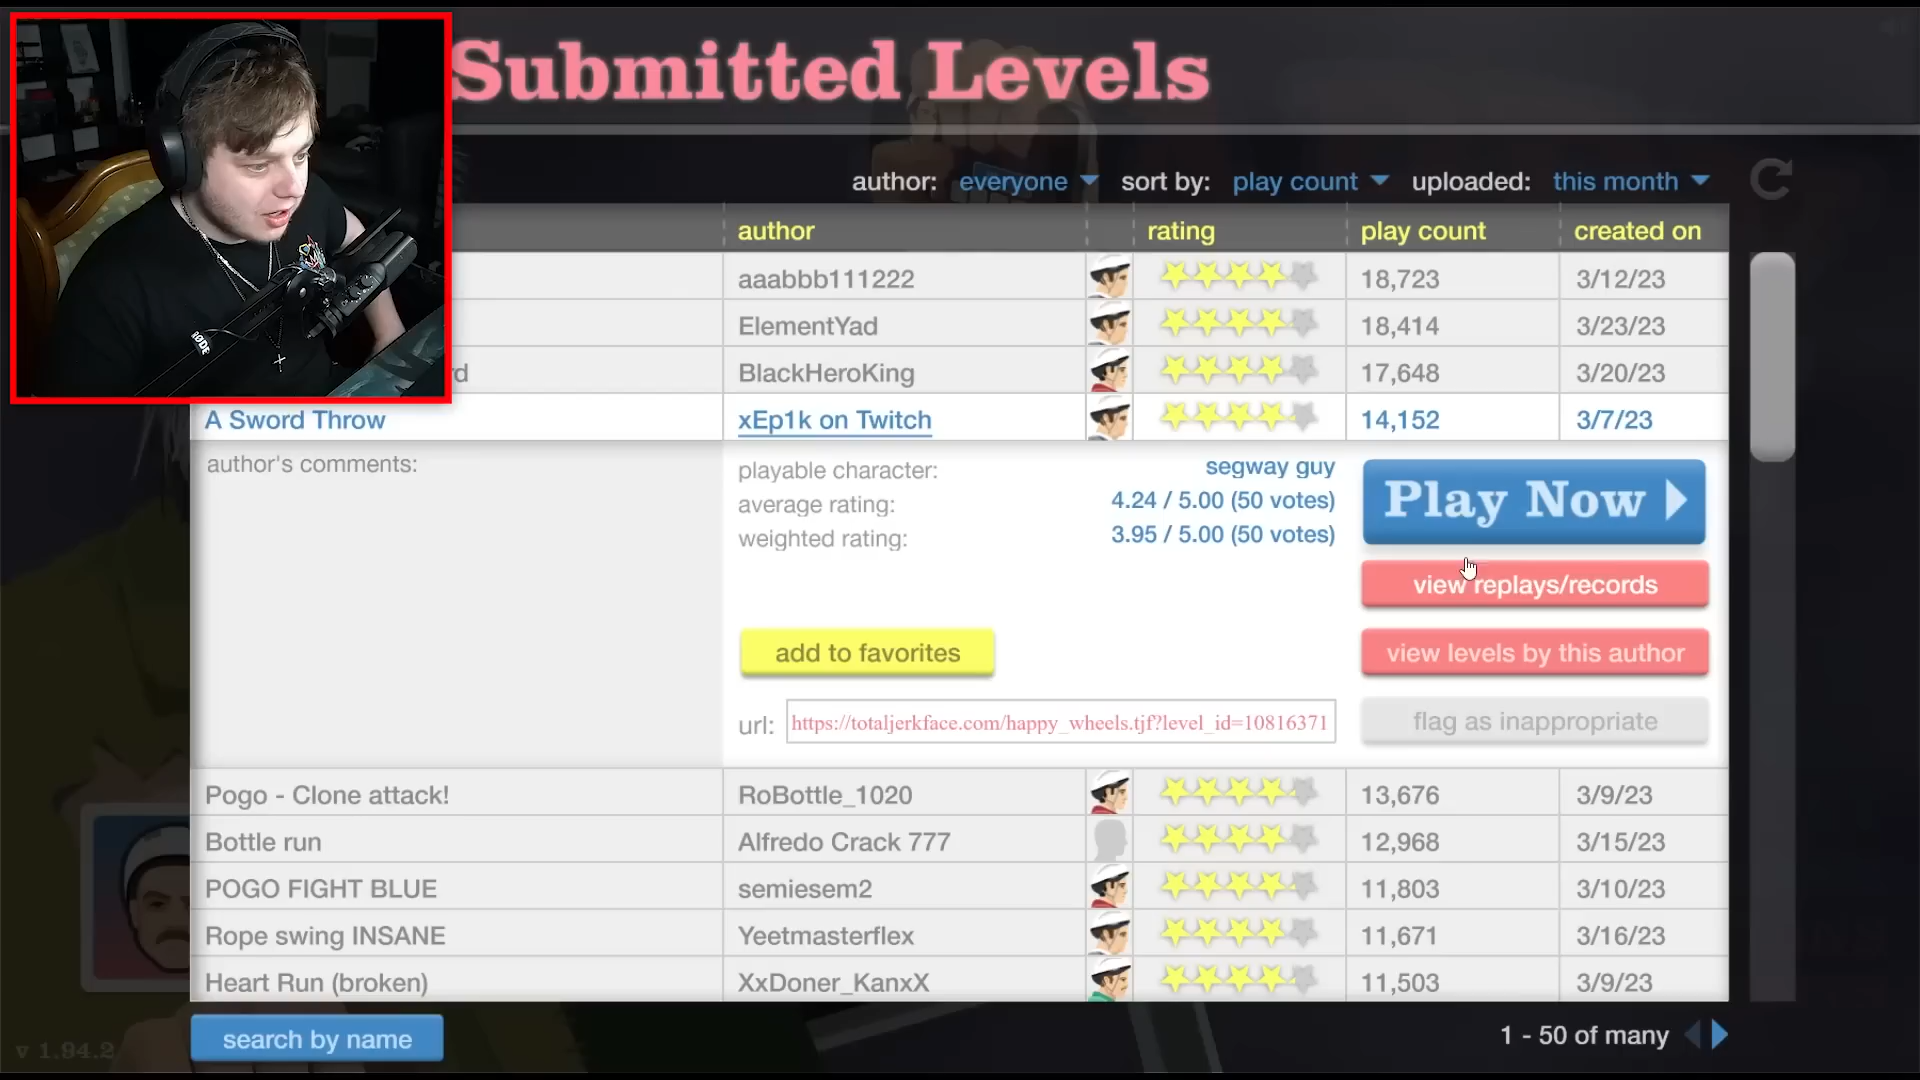 Submitted Levels
author: everyone sort by: play count uploaded: this month
author rating play count created on
aaabbb111222 18,723 3/12/23
ElementYad 18,414 3/23/23
rd BlackHeroKing 17,648 3/20/23
A Sword Throw xEp1k on Twitch 14,152 3/7/23
author's comments:
playable character: segway guy
average rating: 4.24 / 5.00 (50 votes)
weighted rating: 3.95 / 5.00 (50 votes)
Play Now
view replays/records
add to favorites
view levels by this author
url: https://totaljerkface.com/happy_wheels.tjf?level_id=10816371
flag as inappropriate
Pogo - Clone attack! RoBottle_1020 13,676 3/9/23
Bottle run Alfredo Crack 777 12,968 3/15/23
POGO FIGHT BLUE semiesem2 11,803 3/10/23
Rope swing INSANE Yeetmasterflex 11,671 3/16/23
Heart Run (broken) XxDoner_KanxX 11,503 3/9/23
search by name
1 - 50 of many
v 1.94.2
RØDE